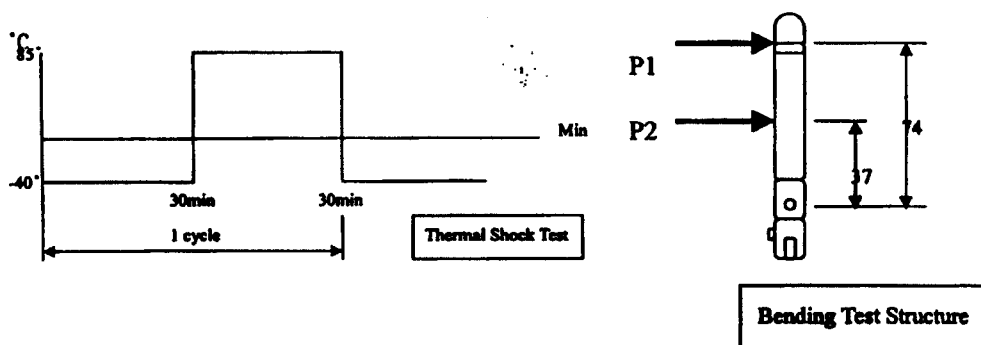 °C
85°
-40°
Min
30min
30min
1 cycle
Thermal Shock Test
P1
P2
74
37
Bending Test Structure